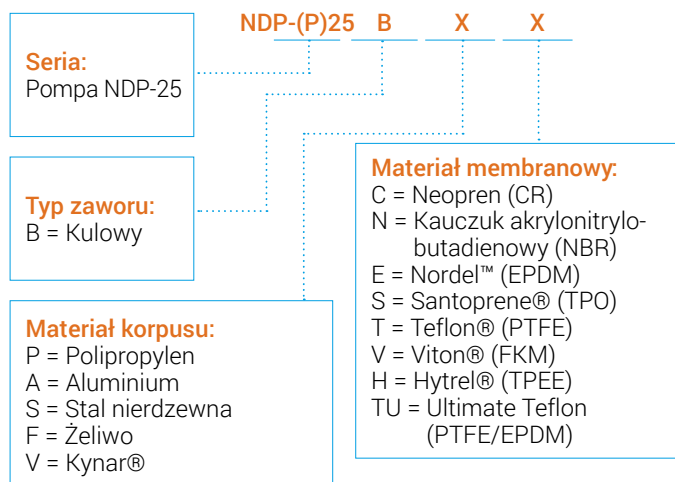 NDP-(P)25 B X X
Seria:
Pompa NDP-25
Typ zaworu:
B = Kulowy
Materiał korpusu:
P = Polipropylen
A = Aluminium
S = Stal nierdzewna
F = Żeliwo
V = Kynar®
Materiał membranowy:
C = Neopren (CR)
N = Kauczuk akrylonitrylo-
butadienowy (NBR)
E = Nordel™ (EPDM)
S = Santoprene® (TPO)
T = Teflon® (PTFE)
V = Viton® (FKM)
H = Hytrel® (TPEE)
TU = Ultimate Teflon
(PTFE/EPDM)